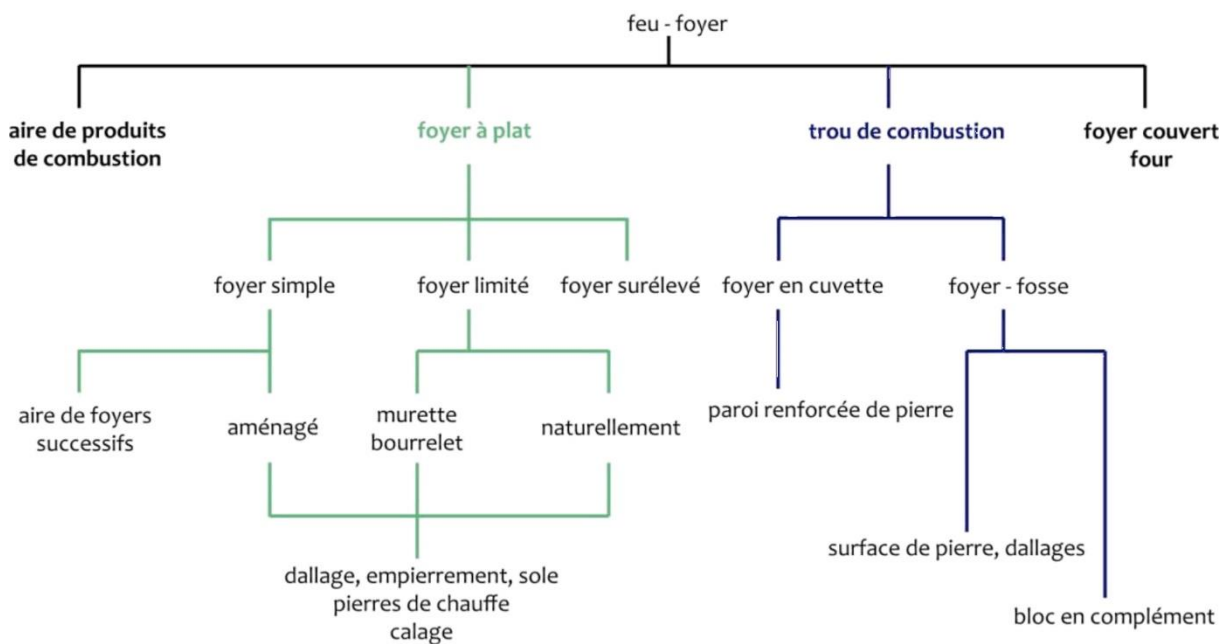 feu - foyer
aire de produits
de combustion
foyer à plat
trou de combustion
foyer couvert
four
foyer simple
foyer limité
foyer surélevé
foyer en cuvette
foyer - fosse
aire de foyers
successifs
aménagé
murette
bourrelet
naturellement
paroi renforcée de pierre
surface de pierre, dallages
dallage, empierrement, sole
pierres de chauffe
calage
bloc en complément